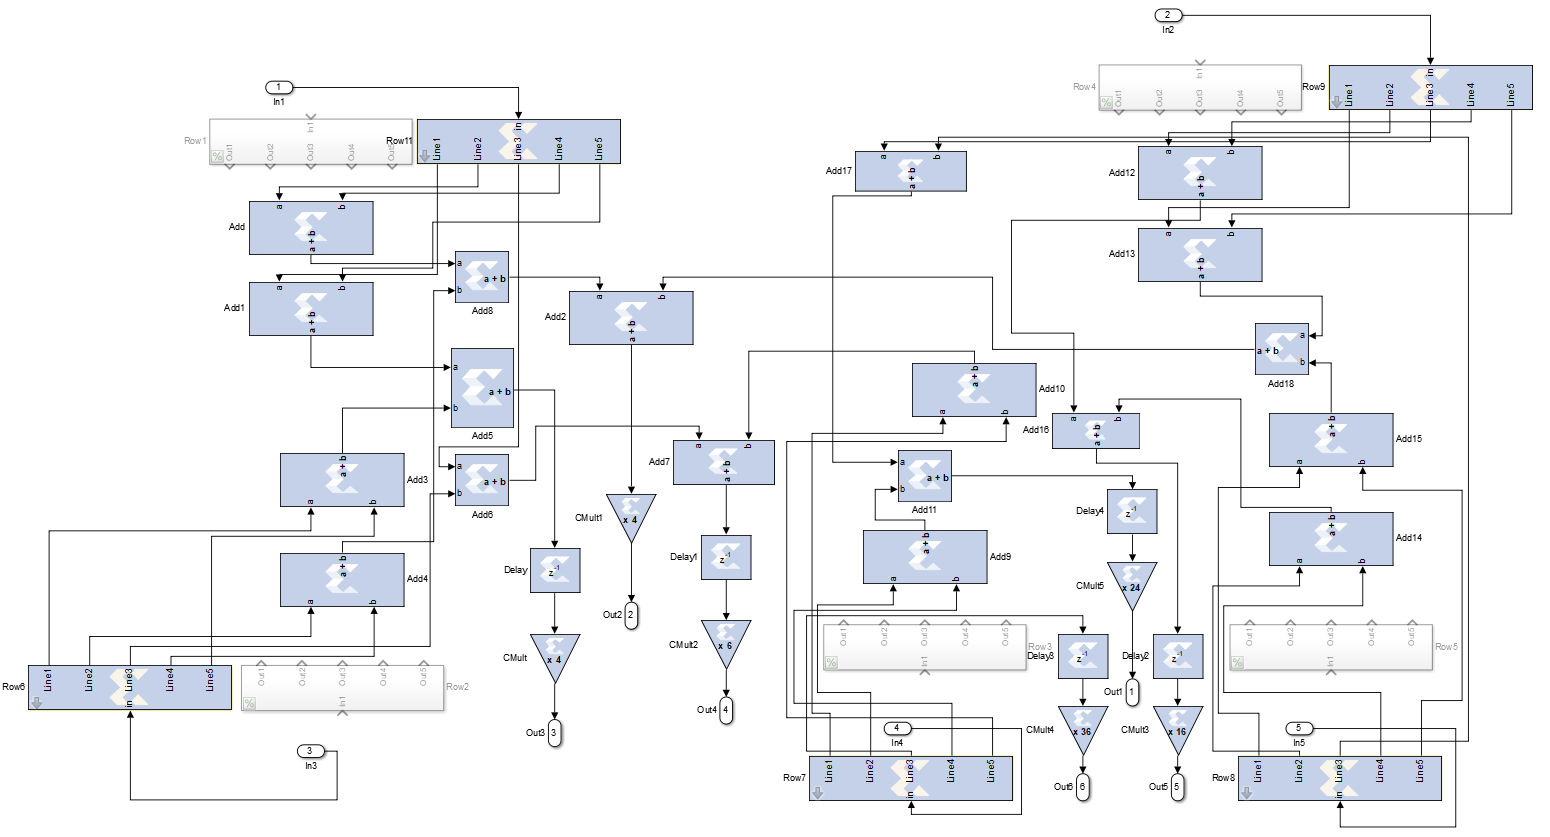 2
In2
1
In1
Row4
In1
Out1
Out2
Out3
Out4
Out5
%
Row9
in
Line1
Line2
Line3
Line4
Line5
Row1
In1
Out1
Out2
Out3
Out4
%
Row11
in
Line1
Line2
Line3
Line4
Line5
Add17
a
b
a + b
Add12
a
b
a + b
Add
a
b
a + b
Add13
a
b
a + b
Add8
a
b
a + b
Add1
a
b
a + b
Add2
a
b
a + b
Add18
a
b
a + b
Add5
a
b
a + b
Add10
a + b
a
b
Add16
a
b
a + b
Add15
a + b
a
b
Add3
a + b
a
b
Add6
a
b
a + b
Add7
a
b
a + b
Add11
a
b
a + b
CMult1
x 4
Delay4
z-1
Add14
a + b
a
b
Add9
a + b
a
b
Delay
z-1
Delay1
z-1
Add4
a + b
a
b
CMult5
x 24
Out2
2
CMult
x 4
CMult2
x 6
Row3
Out1
Out2
Out3
Out4
Out5
In1
%
Delay3
z-1
Delay2
z-1
Row5
Out1
Out2
Out3
Out4
Out5
In1
%
Row6
Line1
Line2
Line3
Line4
Line5
in
Row2
Out1
Out2
Out3
Out4
Out5
In1
%
Out1
1
Out4
4
Out3
3
CMult4
x 36
CMult3
x 16
4
In4
5
In5
3
In3
Row7
Line1
Line2
Line3
Line4
Line5
in
Out6
6
Out5
5
Row8
Line1
Line2
Line3
Line4
Line5
in